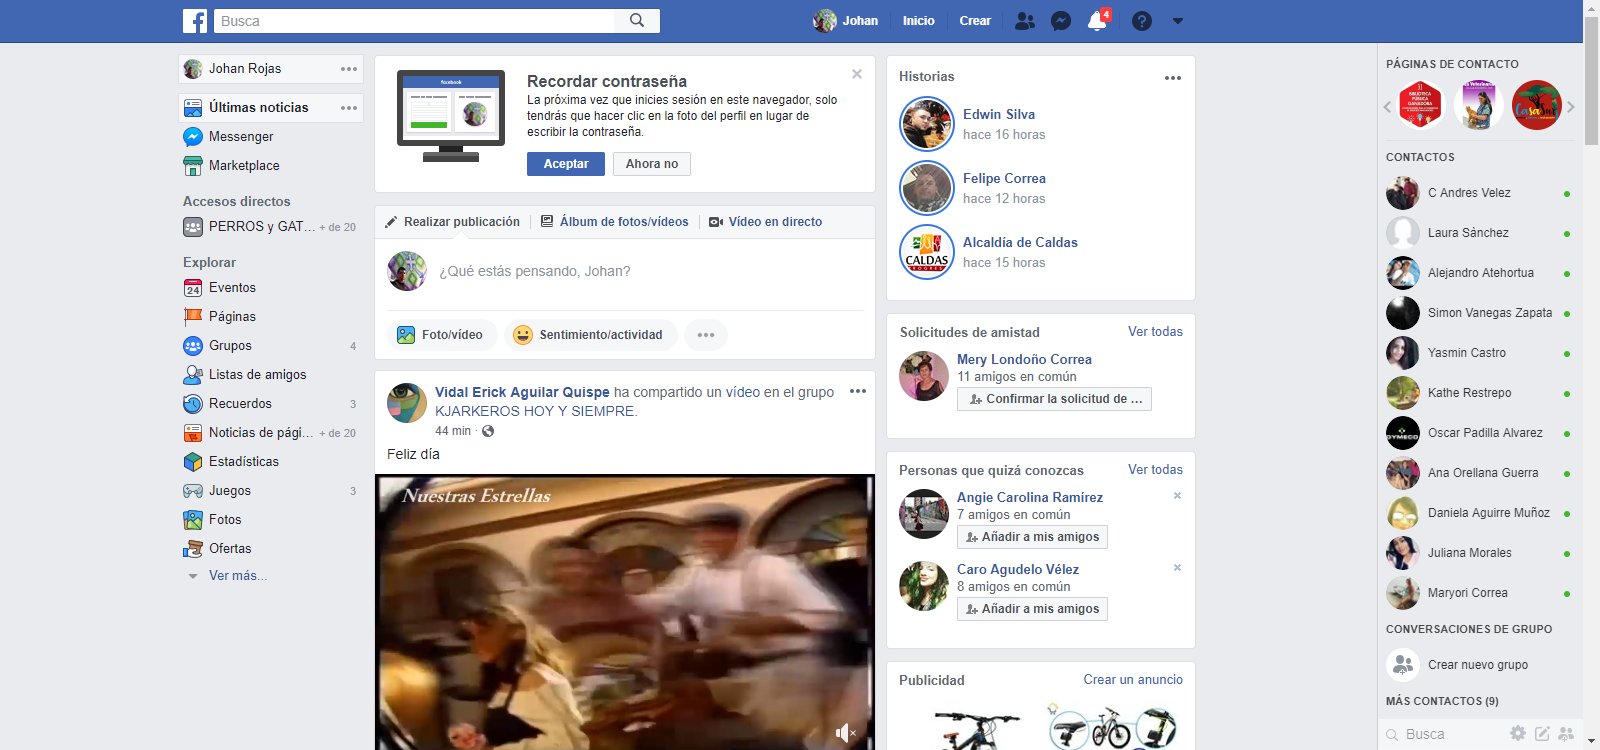 Busca
Johan
Inicio
Crear
4
Johan Rojas
Últimas noticias
Messenger
Marketplace
Accesos directos
PERROS y GAT... + de 20
Explorar
24
Eventos
Páginas
Grupos 4
Listas de amigos
Recuerdos 3
Noticias de pági... + de 20
Estadísticas
Juegos 3
Fotos
Ofertas
Ver más...
facebook
Recordar contraseña
La próxima vez que inicies sesión en este navegador, solo
tendrás que hacer clic en la foto del perfil en lugar de
escribir la contraseña.
Aceptar
Ahora no
Realizar publicación
Álbum de fotos/vídeos
Vídeo en directo
¿Qué estás pensando, Johan?
Foto/vídeo
Sentimiento/actividad
Vidal Erick Aguilar Quispe ha compartido un vídeo en el grupo
KJARKEROS HOY Y SIEMPRE.
44 min ·
Feliz día
Nuestras Estrellas
Historias
Edwin Silva
hace 16 horas
Felipe Correa
hace 12 horas
CALDAS
PROGRESA
Alcaldía de Caldas
hace 15 horas
Solicitudes de amistad
Ver todas
Mery Londoño Correa
11 amigos en común
Confirmar la solicitud de ...
Personas que quizá conozcas
Ver todas
Angie Carolina Ramírez
7 amigos en común
Añadir a mis amigos
Caro Agudelo Vélez
8 amigos en común
Añadir a mis amigos
Publicidad
Crear un anuncio
PÁGINAS DE CONTACTO
BIBLIOTECA
PÚBLICA
GANADORA
CasaSur
CONTACTOS
C Andres Velez
Laura Sànchez
Alejandro Atehortua
Simon Vanegas Zapata
Yasmin Castro
Kathe Restrepo
GYMECO
Oscar Padilla Alvarez
Ana Orellana Guerra
Daniela Aguirre Muñoz
Juliana Morales
Maryori Correa
CONVERSACIONES DE GRUPO
Crear nuevo grupo
MÁS CONTACTOS (9)
Busca